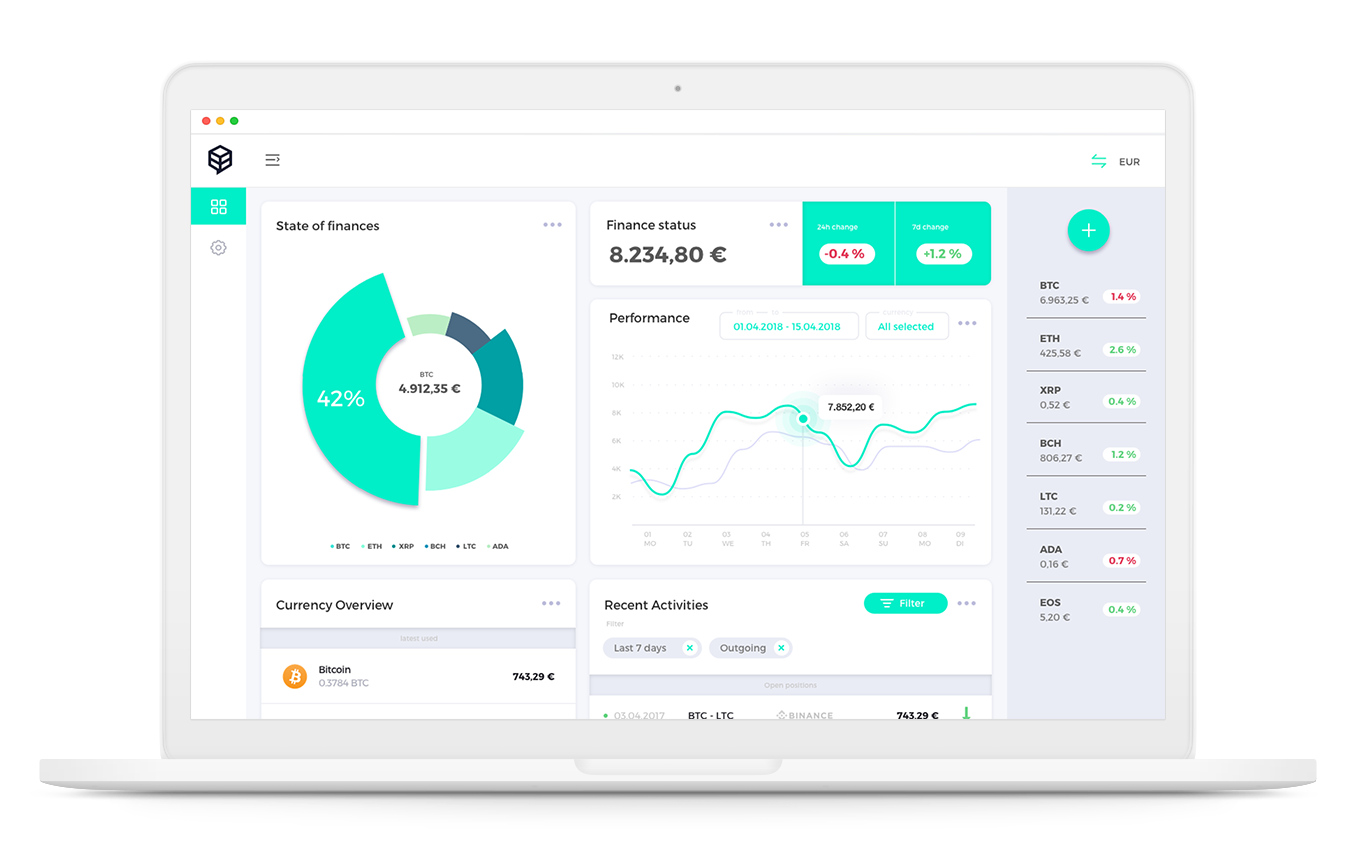 EUR
State of finances
42%
BTC
4.912,35 €
BTC ETH XRP BCH LTC ADA
Finance status
8.234,80 €
24h change
-0.4 %
7d change
+1.2 %
Performance
from — to
01.04.2018 - 15.04.2018
currency
All selected
12K
10K
8K
6K
4K
2K
7.852,20 €
01 02 03 04 05 06 07 08 09
MO TU WE TH FR SA SU MO DI
Currency Overview
latest used
Bitcoin
0.3784 BTC
743,29 €
Recent Activities
Filter
Filter
Last 7 days
Outgoing
Open positions
03.04.2017 BTC - LTC BINANCE 743.29 €
BTC
6.963,25 €
1.4 %
ETH
425,58 €
2.6 %
XRP
0,52 €
0.4 %
BCH
806,27 €
1.2 %
LTC
131,22 €
0.2 %
ADA
0,16 €
0.7 %
EOS
5,20 €
0.4 %